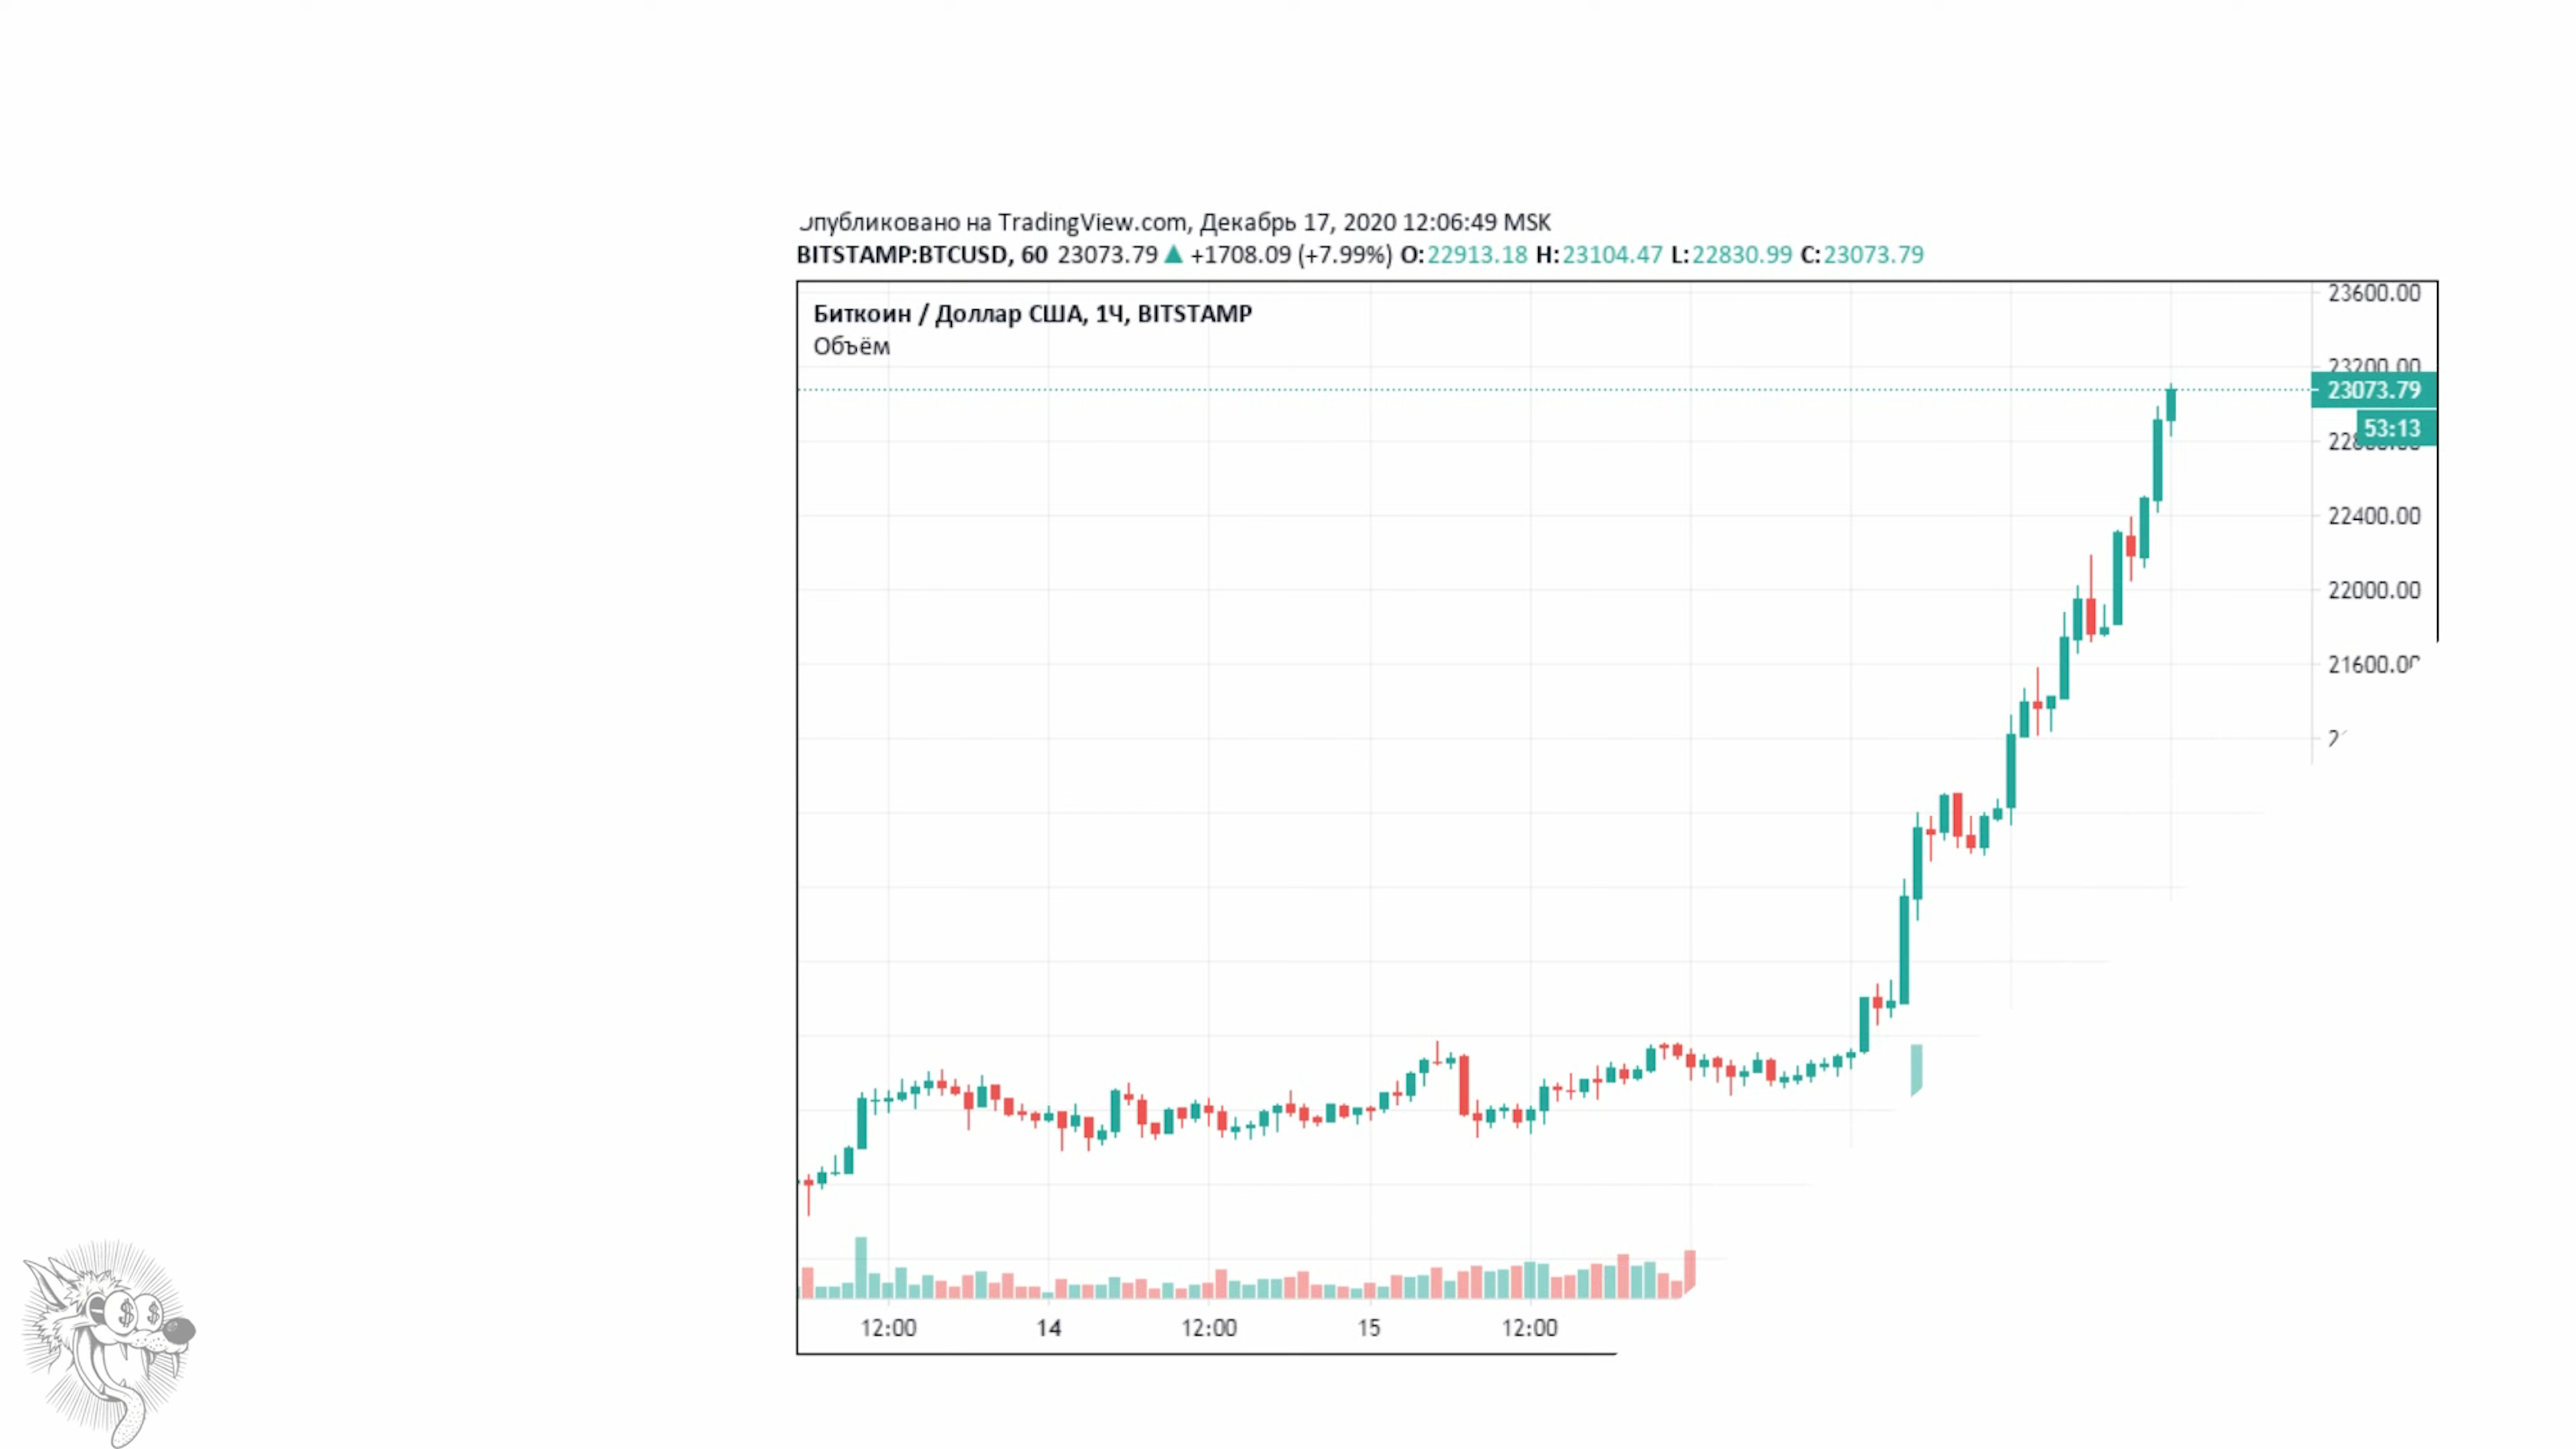 на TradingView.com, Декабрь 17, 2020 12:06:49 MSK
BITSTAMP:BTCUSD, 60 23073.79 ▲ +1708.09 (+7.99%) O:22913.18 H:23104.47 L:22830.99 C:23073.79
Биткоин / Доллар США, 1Ч, BITSTAMP
Объём
23600.00
23200.00
23073.79
53:13
22400.00
22000.00
12:00 14 12:00 15 12:00